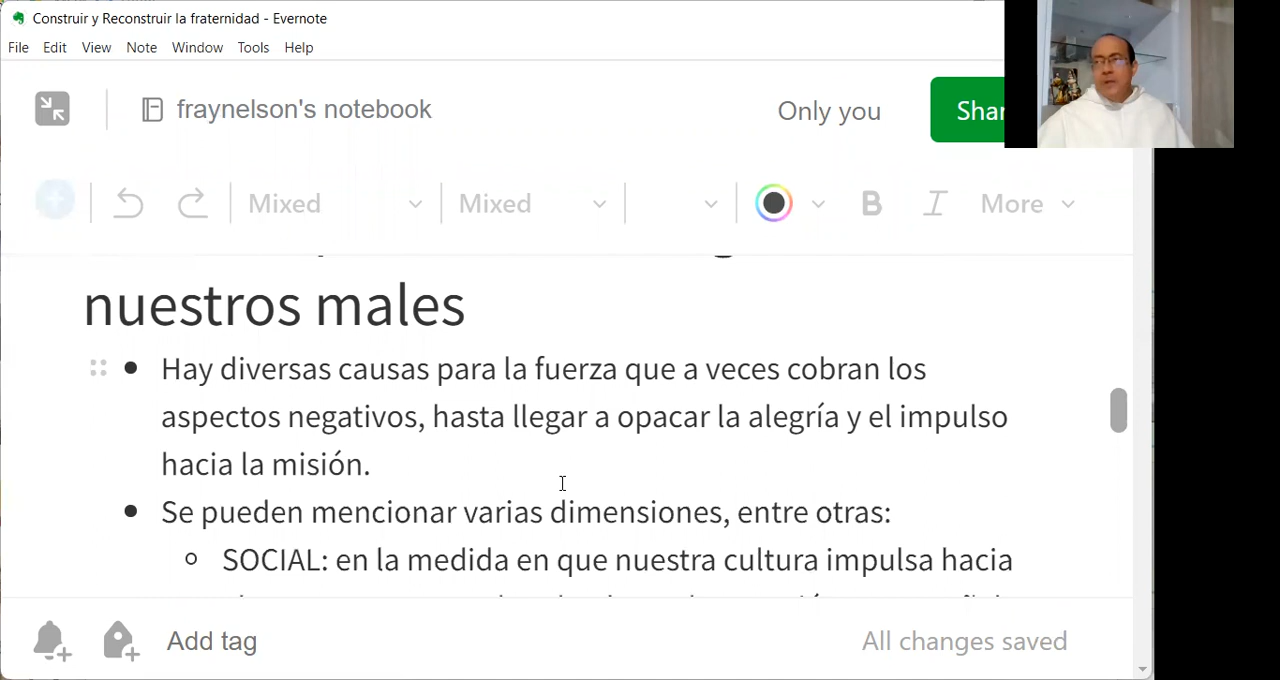 Construir y Reconstruir la fraternidad - Evernote
File Edit View Note Window Tools Help
fraynelson's notebook
Only you
Mixed Mixed B I More
nuestros males
• Hay diversas causas para la fuerza que a veces cobran los
aspectos negativos, hasta llegar a opacar la alegría y el impulso
hacia la misión.
• Se pueden mencionar varias dimensiones, entre otras:
○ SOCIAL: en la medida en que nuestra cultura impulsa hacia
Add tag
All changes saved